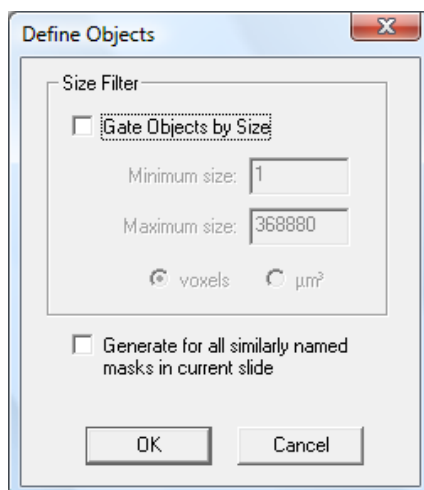 Define Objects
Size Filter
Gate Objects by Size
Minimum size: 1
Maximum size: 368880
voxels µm³
Generate for all similarly named
masks in current slide
OK Cancel